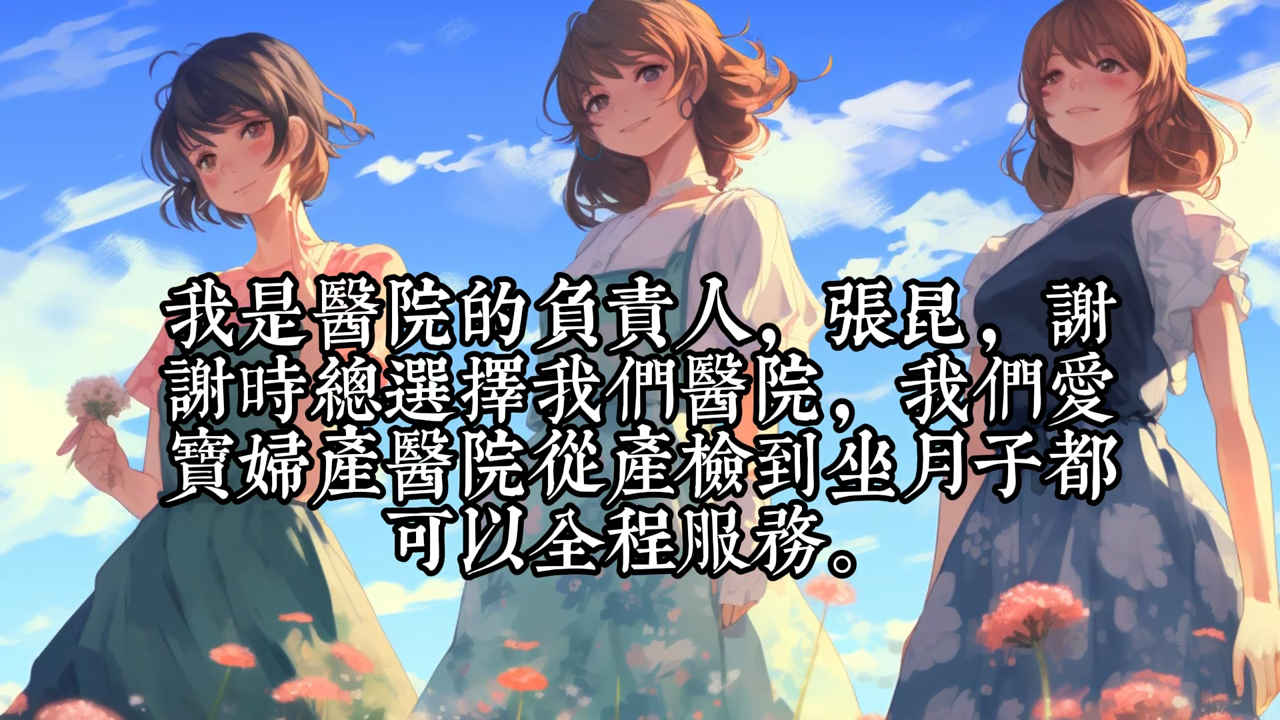 我是醫院的負責人，張昆，謝
謝時總選擇我們醫院，我們愛
寶婦產醫院從產檢到坐月子都
可以全程服務。